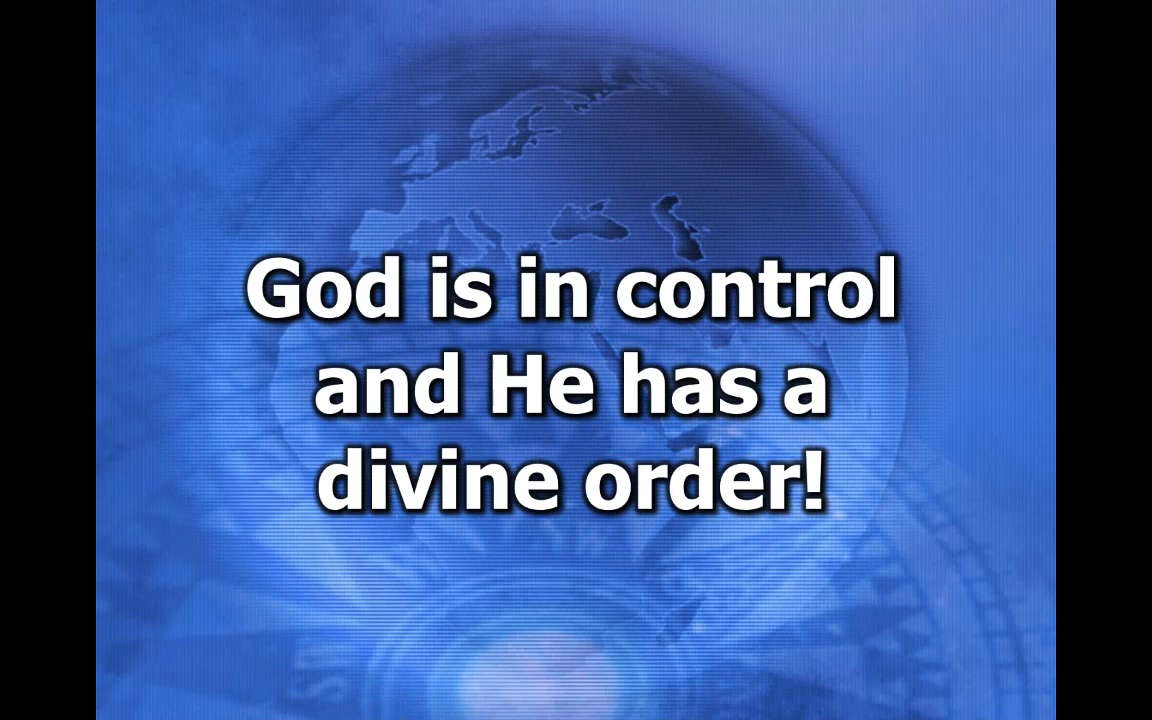 God is in control
and He has a
divine order!